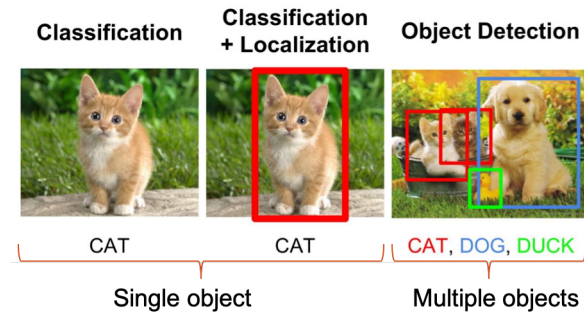 Classification
Classification
+ Localization
Object Detection
CAT
CAT
CAT, DOG, DUCK
Single object
Multiple objects